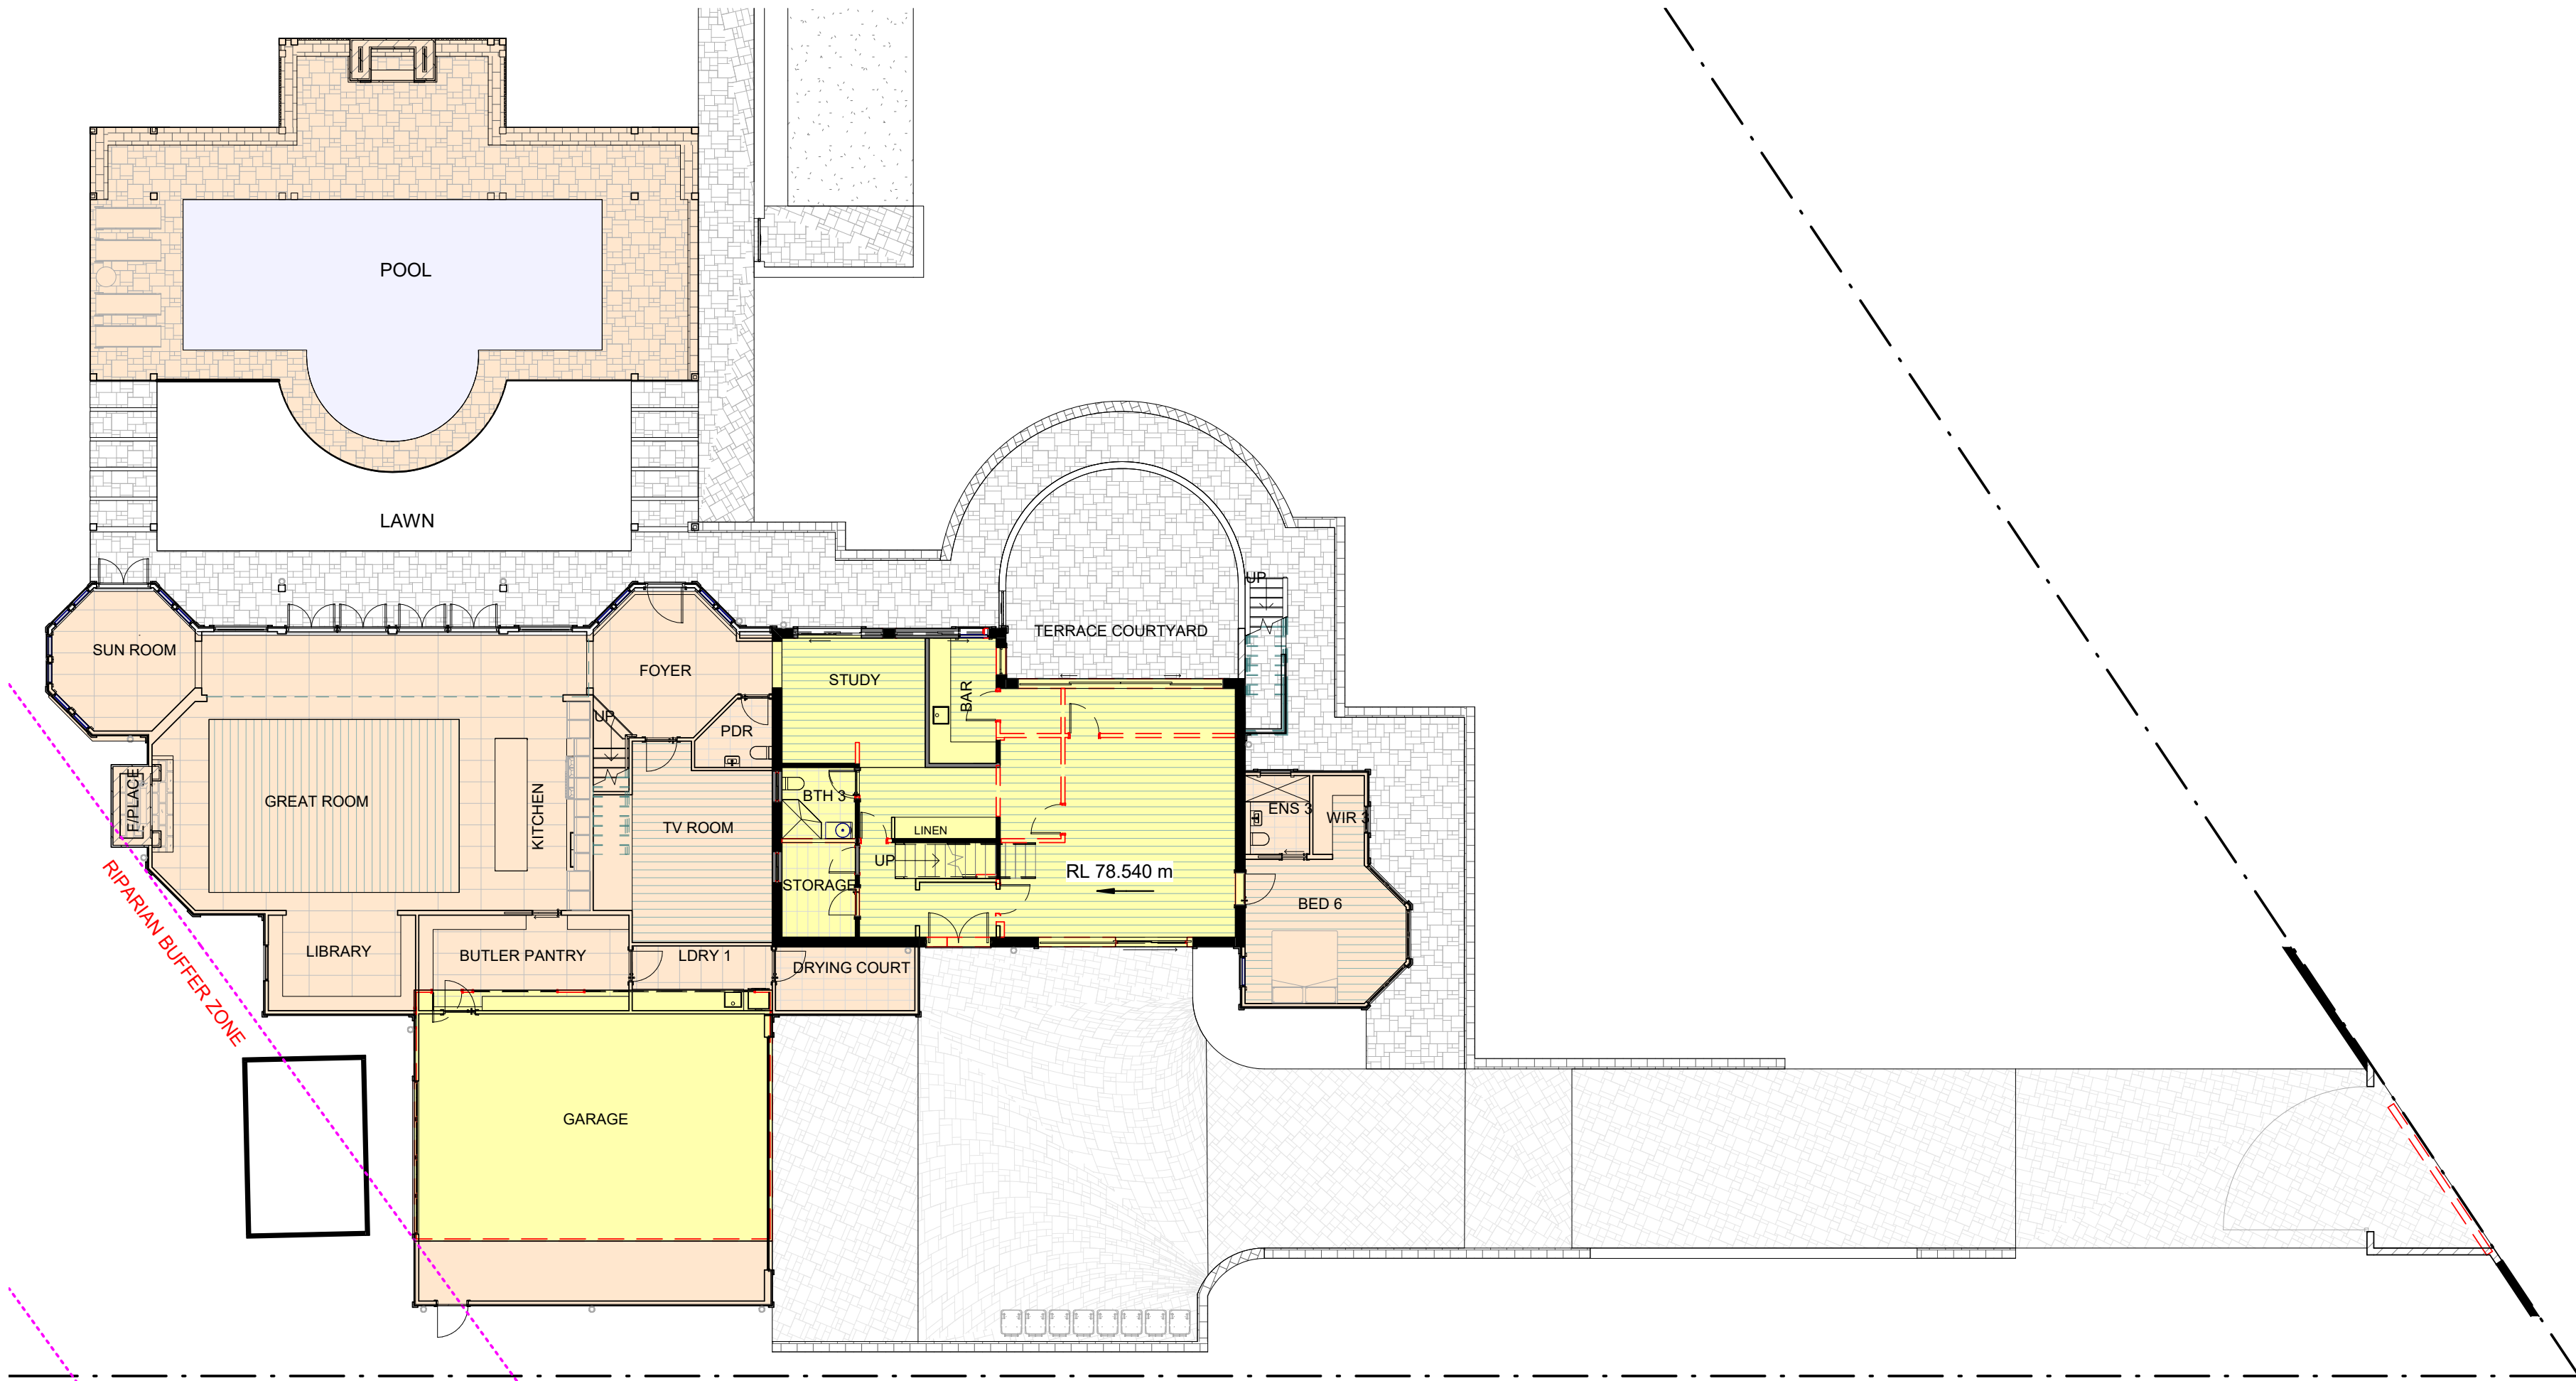 POOL
LAWN
UP
TERRACE COURTYARD
SUN ROOM
FOYER
STUDY
BAR
UP
PDR
F/PLACE
GREAT ROOM
KITCHEN
TV ROOM
BTH 3
LINEN
ENS 3
WIR 3
UP
RL 78.540 m
STORAGE
BED 6
RIPARIAN BUFFER ZONE
LIBRARY
BUTLER PANTRY
LDRY 1
DRYING COURT
GARAGE